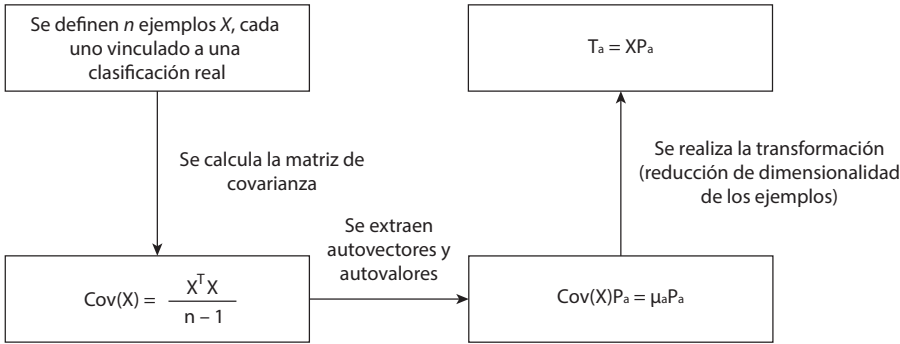 Se definen n ejemplos X, cada
uno vinculado a una
clasificación real
Se calcula la matriz de
covarianza
Cov(X) = XᵀX / n – 1
Se extraen
autovectores y
autovalores
Cov(X)Pₐ = μₐPₐ
Se realiza la transformación
(reducción de dimensionalidad
de los ejemplos)
Tₐ = XPₐ